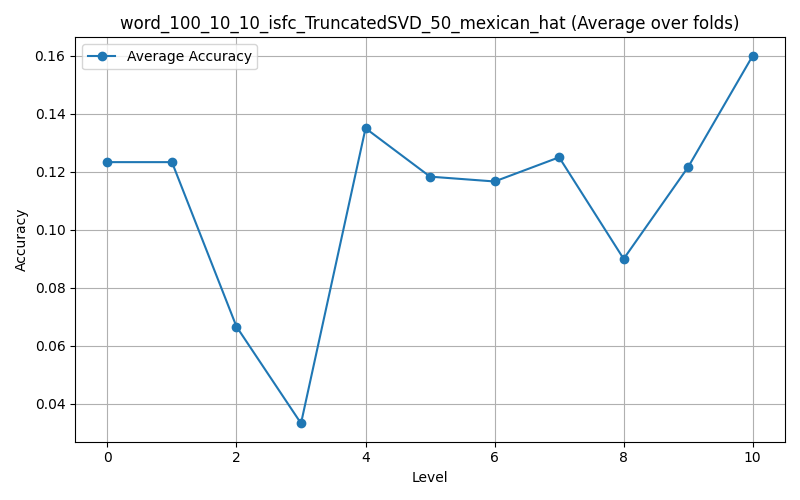 word_100_10_10_isfc_TruncatedSVD_50_mexican_hat (Average over folds)
Average Accuracy
Accuracy
0.16
0.14
0.12
0.10
0.08
0.06
0.04
0 2 4 6 8 10
Level